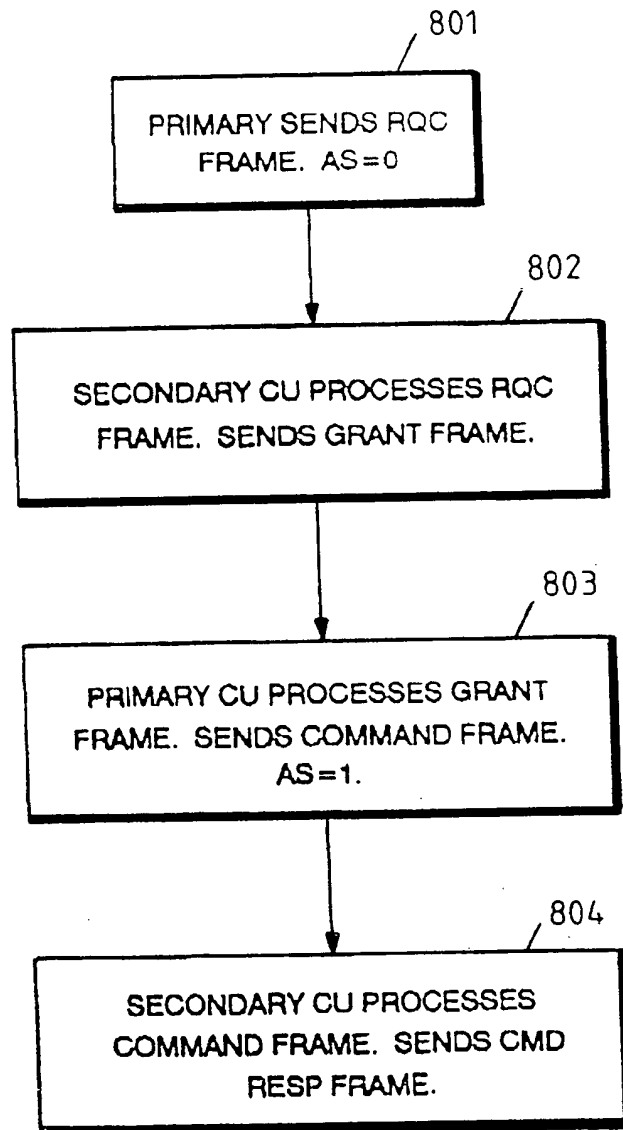 801
PRIMARY SENDS RQC
FRAME. AS=0
802
SECONDARY CU PROCESSES RQC
FRAME. SENDS GRANT FRAME.
803
PRIMARY CU PROCESSES GRANT
FRAME. SENDS COMMAND FRAME.
AS=1.
804
SECONDARY CU PROCESSES
COMMAND FRAME. SENDS CMD
RESP FRAME.